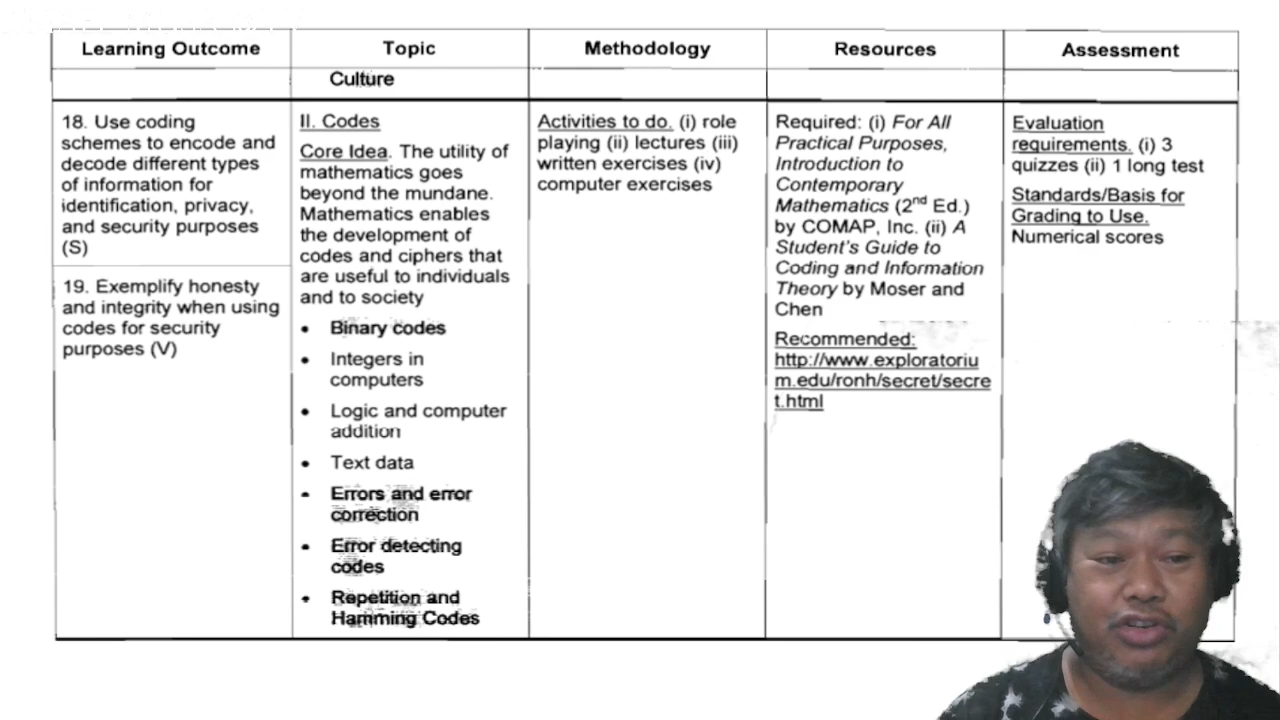 Learning Outcome
Topic
Methodology
Resources
Assessment
Culture
18. Use coding
schemes to encode and
decode different types
of information for
identification, privacy,
and security purposes
(S)
19. Exemplify honesty
and integrity when using
codes for security
purposes (V)
II. Codes
Core Idea. The utility of
mathematics goes
beyond the mundane.
Mathematics enables
the development of
codes and ciphers that
are useful to individuals
and to society
• Binary codes
• Integers in
computers
• Logic and computer
addition
• Text data
• Errors and error
correction
• Error detecting
codes
• Repetition and
Hamming Codes
Activities to do. (i) role
playing (ii) lectures (iii)
written exercises (iv)
computer exercises
Required: (i) For All
Practical Purposes,
Introduction to
Contemporary
Mathematics (2nd Ed.)
by COMAP, Inc. (ii) A
Student's Guide to
Coding and Information
Theory by Moser and
Chen
Recommended:
http://www.exploratoriu
m.edu/ronh/secret/secre
t.html
Evaluation
requirements. (i) 3
quizzes (ii) 1 long test
Standards/Basis for
Grading to Use.
Numerical scores